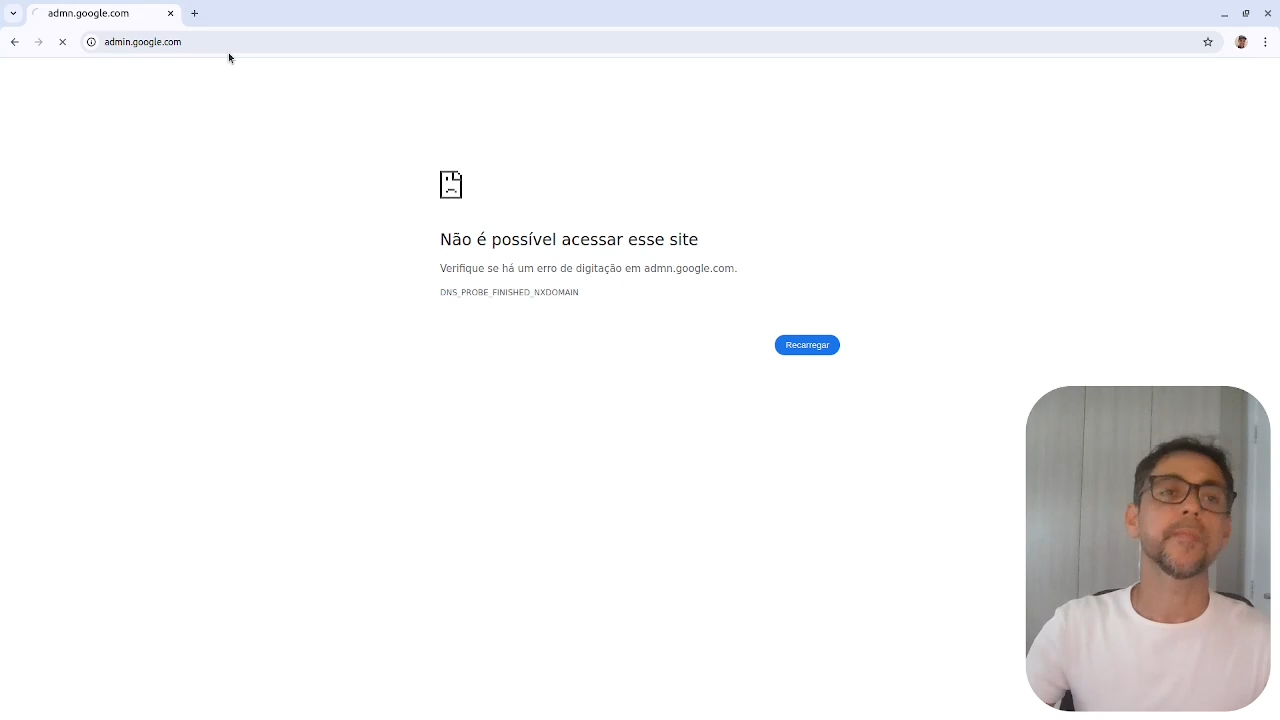 admn.google.com
admin.google.com
Não é possível acessar esse site
Verifique se há um erro de digitação em admn.google.com.
DNS_PROBE_FINISHED_NXDOMAIN
Recarregar